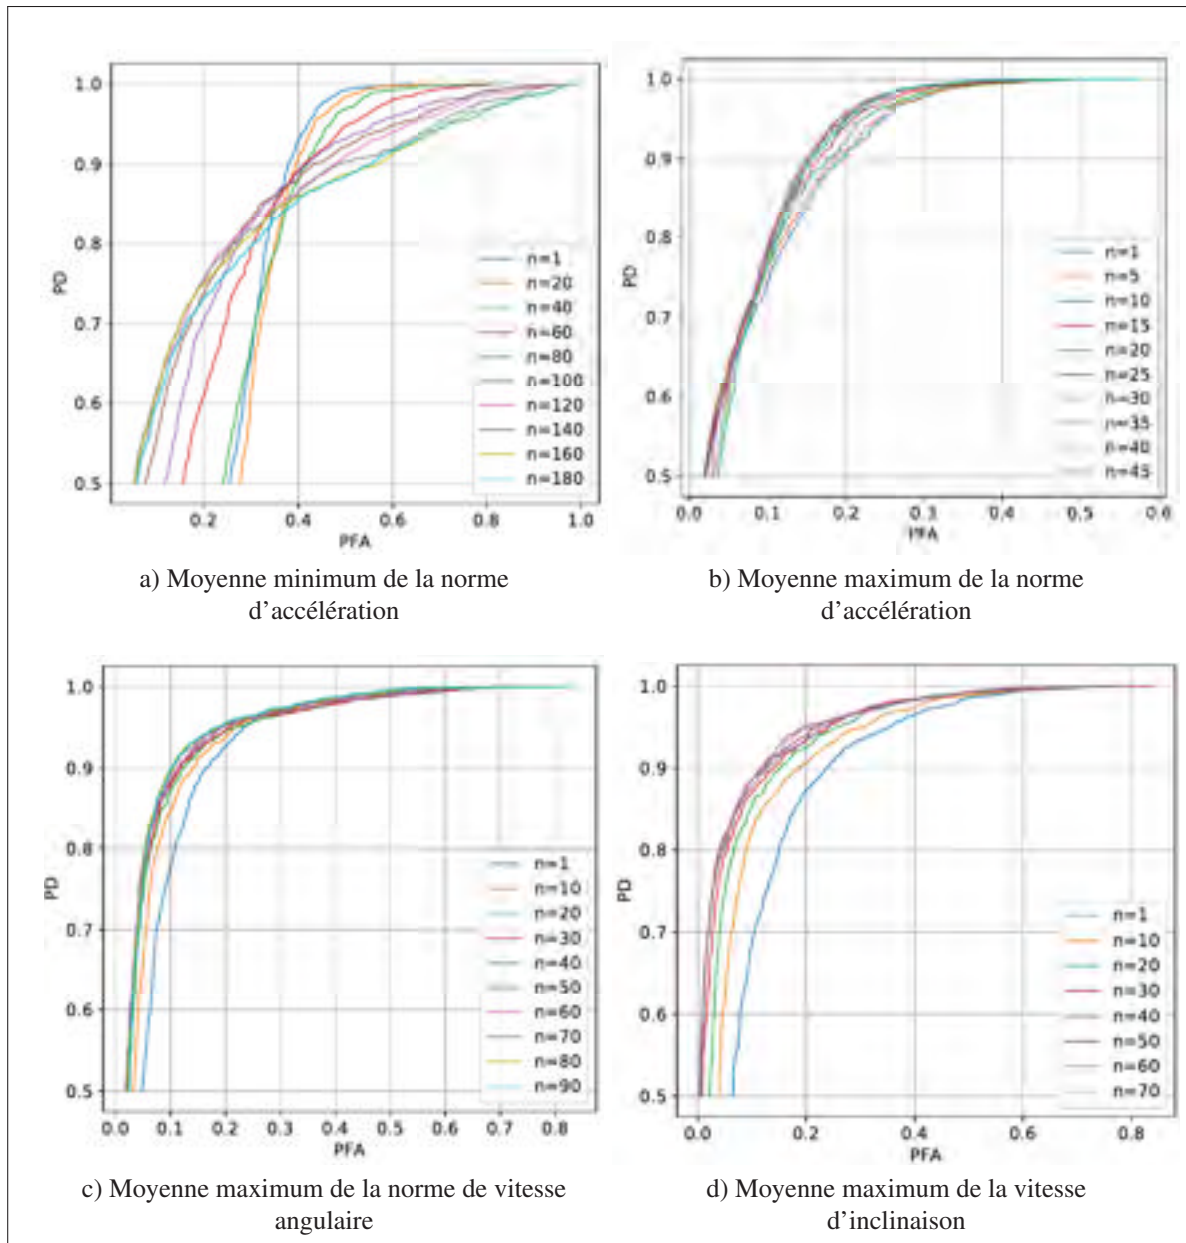 1.0
0.9
0.8
0.7
0.6
0.5
PD
0.2
0.4
0.6
0.8
1.0
PFA
n=1
n=20
n=40
n=60
n=80
n=100
n=120
n=140
n=160
n=180
a) Moyenne minimum de la norme
d’accélération
1.0
0.9
0.8
0.7
0.6
0.5
PD
0.0
0.1
0.2
0.3
0.4
0.5
0.6
PFA
n=1
n=5
n=10
n=15
n=20
n=25
n=30
n=35
n=40
n=45
b) Moyenne maximum de la norme
d’accélération
1.0
0.9
0.8
0.7
0.6
0.5
PD
0.0
0.1
0.2
0.3
0.4
0.5
0.6
0.7
0.8
PFA
n=1
n=10
n=20
n=30
n=40
n=50
n=60
n=70
n=80
n=90
c) Moyenne maximum de la norme de vitesse
angulaire
1.0
0.9
0.8
0.7
0.6
0.5
PD
0.0
0.2
0.4
0.6
0.8
PFA
n=1
n=10
n=20
n=30
n=40
n=50
n=60
n=70
d) Moyenne maximum de la vitesse
d’inclinaison